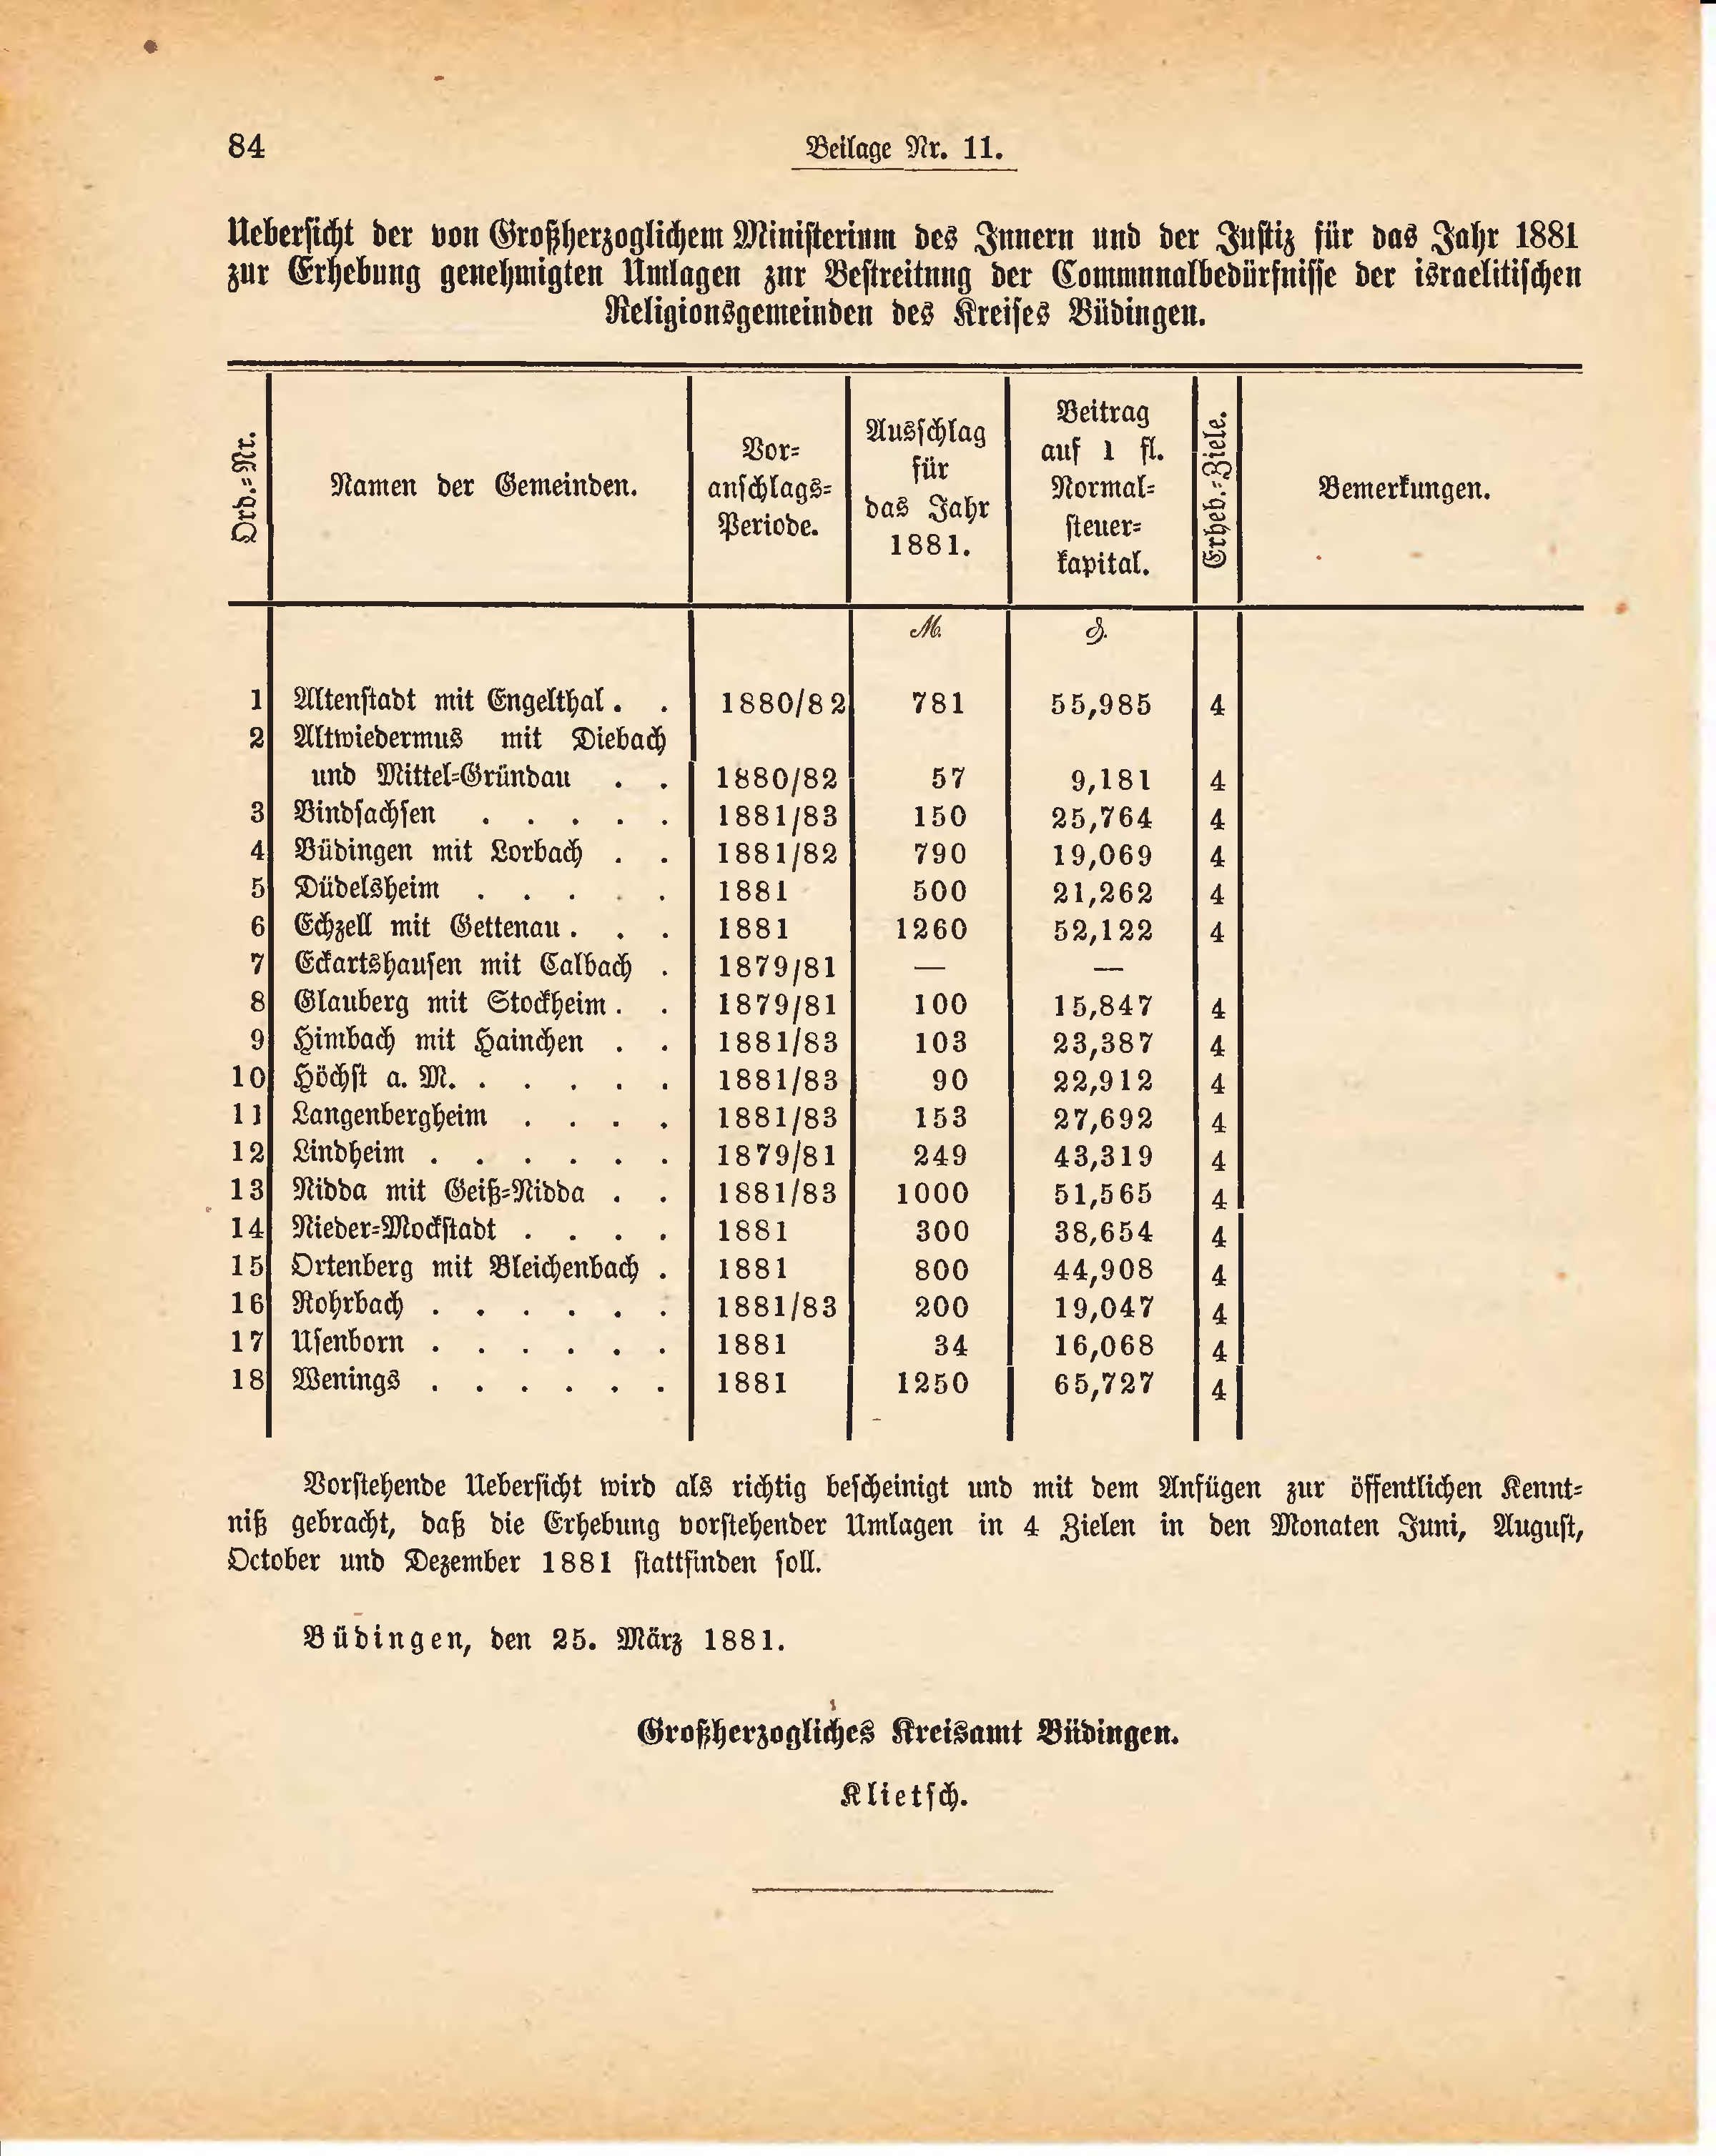 84
Beilage Nr. 11.
Uebersicht der von Großherzoglichem Ministerium des Innern und der Justiz für das Jahr 1881
zur Erhebung genehmigten Umlagen zur Bestreitung der Communalbedürfnisse der israelitischen
Religionsgemeinden des Kreises Büdingen.
Ord.=Nr. Namen der Gemeinden. Vor=anschlags=Periode. Ausschlag für das Jahr 1881. Beitrag auf 1 fl. Normal=steuer=kapital. Erheb.=Ziele. Bemerkungen.
ℳ ₰.
1 Altenstadt mit Engelthal . . 1880/82 781 55,985 4
2 Altwiedermus mit Diebach
und Mittel=Gründau . . 1880/82 57 9,181 4
3 Bindsachsen . . . . . 1881/83 150 25,764 4
4 Büdingen mit Lorbach . . 1881/82 790 19,069 4
5 Düdelsheim . . . . . 1881 500 21,262 4
6 Echzell mit Gettenau . . . 1881 1260 52,122 4
7 Eckartshausen mit Calbach . 1879/81 — —
8 Glauberg mit Stockheim . . 1879/81 100 15,847 4
9 Himbach mit Hainchen . . 1881/83 103 23,387 4
10 Höchst a. M. . . . . . 1881/83 90 22,912 4
11 Langenbergheim . . . . 1881/83 153 27,692 4
12 Lindheim . . . . . . 1879/81 249 43,319 4
13 Nidda mit Geiß=Nidda . . 1881/83 1000 51,565 4
14 Nieder=Mockstadt . . . . 1881 300 38,654 4
15 Ortenberg mit Bleichenbach . 1881 800 44,908 4
16 Rohrbach . . . . . . 1881/83 200 19,047 4
17 Usenborn . . . . . . 1881 34 16,068 4
18 Wenings . . . . . . 1881 1250 65,727 4
Vorstehende Uebersicht wird als richtig bescheinigt und mit dem Anfügen zur öffentlichen Kennt=
niß gebracht, daß die Erhebung vorstehender Umlagen in 4 Zielen in den Monaten Juni, August,
October und Dezember 1881 stattfinden soll.
Büdingen, den 25. März 1881.
Großherzogliches Kreisamt Büdingen.
Klietsch.